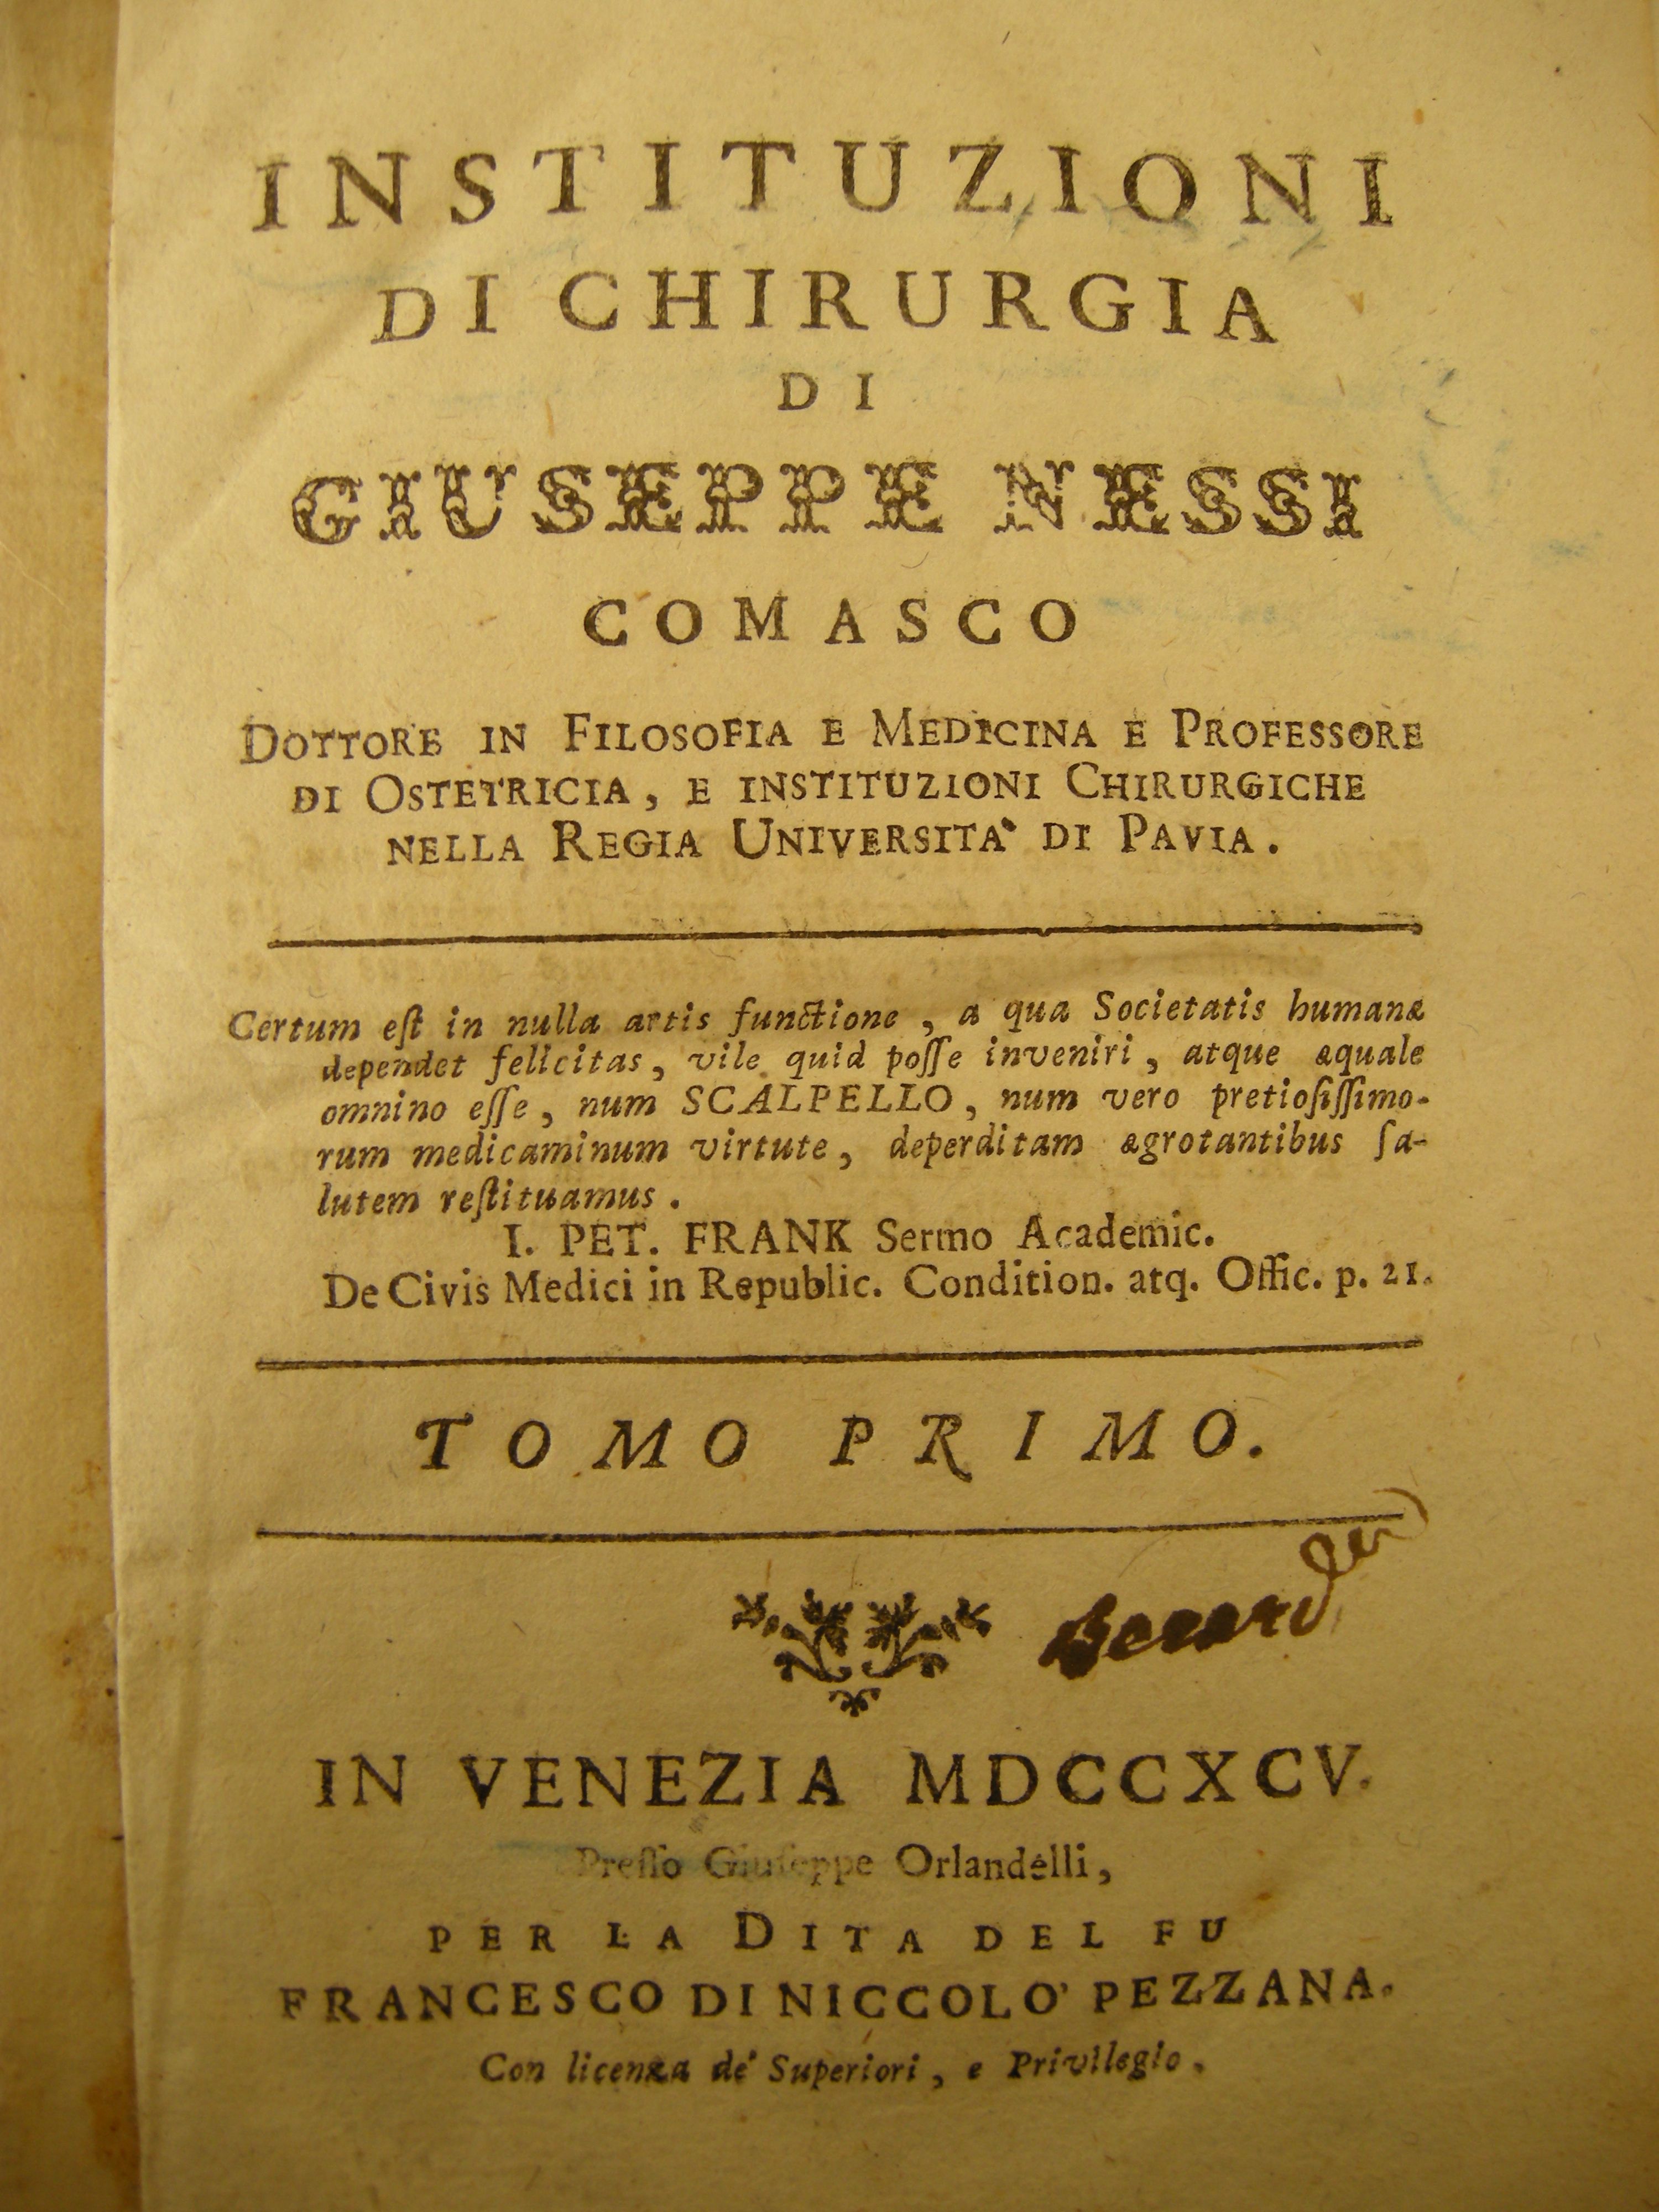 INSTITUZIONI
DI CHIRURGIA
DI
GIUSEPPE NESSI
COMASCO
DOTTORE IN FILOSOFIA E MEDICINA E PROFESSORE
DI OSTETRICIA, E INSTITUZIONI CHIRURGICHE
NELLA REGIA UNIVERSITA' DI PAVIA.
Certum eſt in nulla artis functione, a qua Societatis humanæ
dependet felicitas, vile quid poſſe inveniri, atque æquale
omnino eſſe, num SCALPELLO, num vero pretioſiſſimo-
rum medicaminum virtute, deperditam ægrotantibus ſa-
lutem reſtituamus.
I. PET. FRANK Sermo Academic.
De Civis Medici in Republic. Condition. atq. Offic. p. 21.
TOMO PRIMO.
IN VENEZIA MDCCXCV.
Preſſo Giuſeppe Orlandelli,
PER LA DITA DEL FU
FRANCESCO DI NICCOLO' PEZZANA.
Con licenza de' Superiori, e Privilegio.